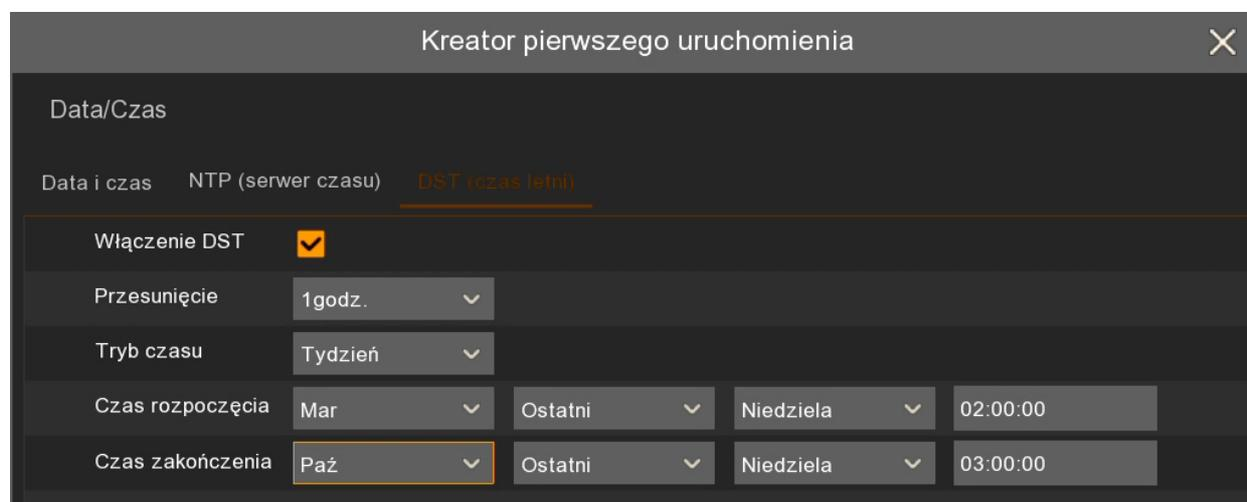 Kreator pierwszego uruchomienia
Data/Czas
Data i czas NTP (serwer czasu) DST (czas letni)
Włączenie DST
Przesunięcie 1godz.
Tryb czasu Tydzień
Czas rozpoczęcia Mar Ostatni Niedziela 02:00:00
Czas zakończenia Paź Ostatni Niedziela 03:00:00